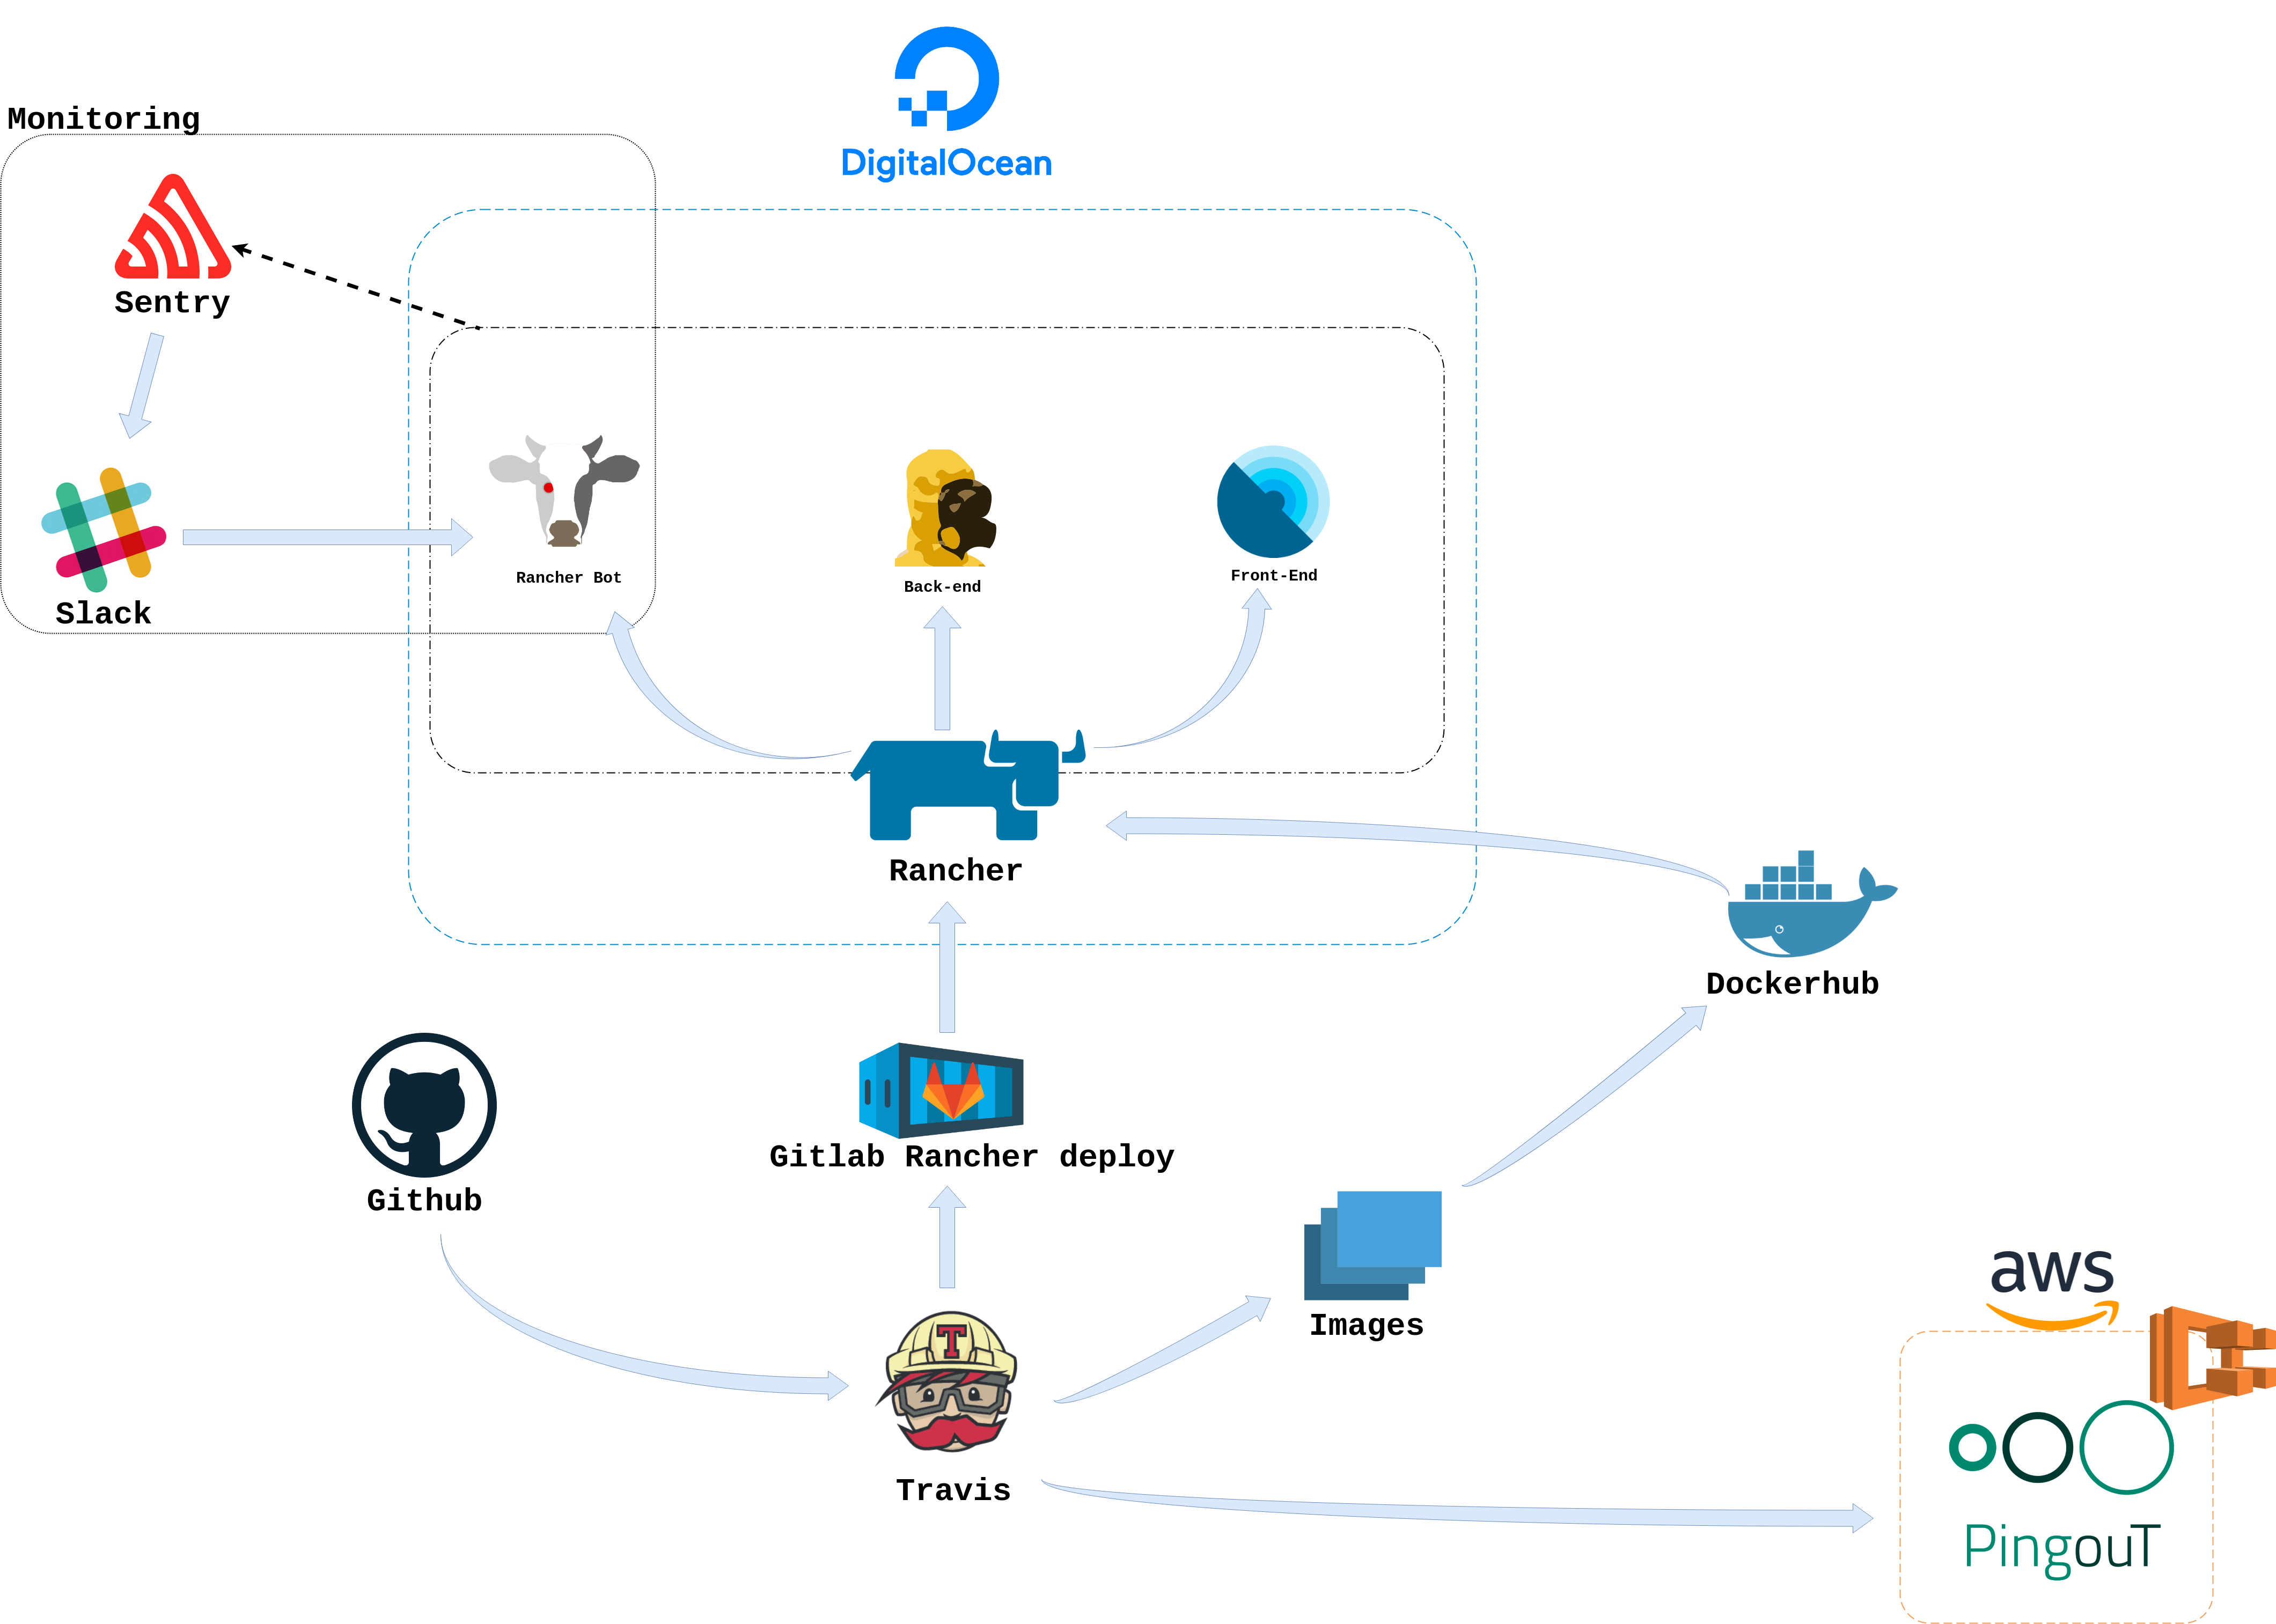 DigitalOcean
Monitoring
Sentry
Slack
Rancher Bot
Back-end
Front-End
Rancher
Dockerhub
Github
Gitlab Rancher deploy
Images
Travis
T
aws
PingouT